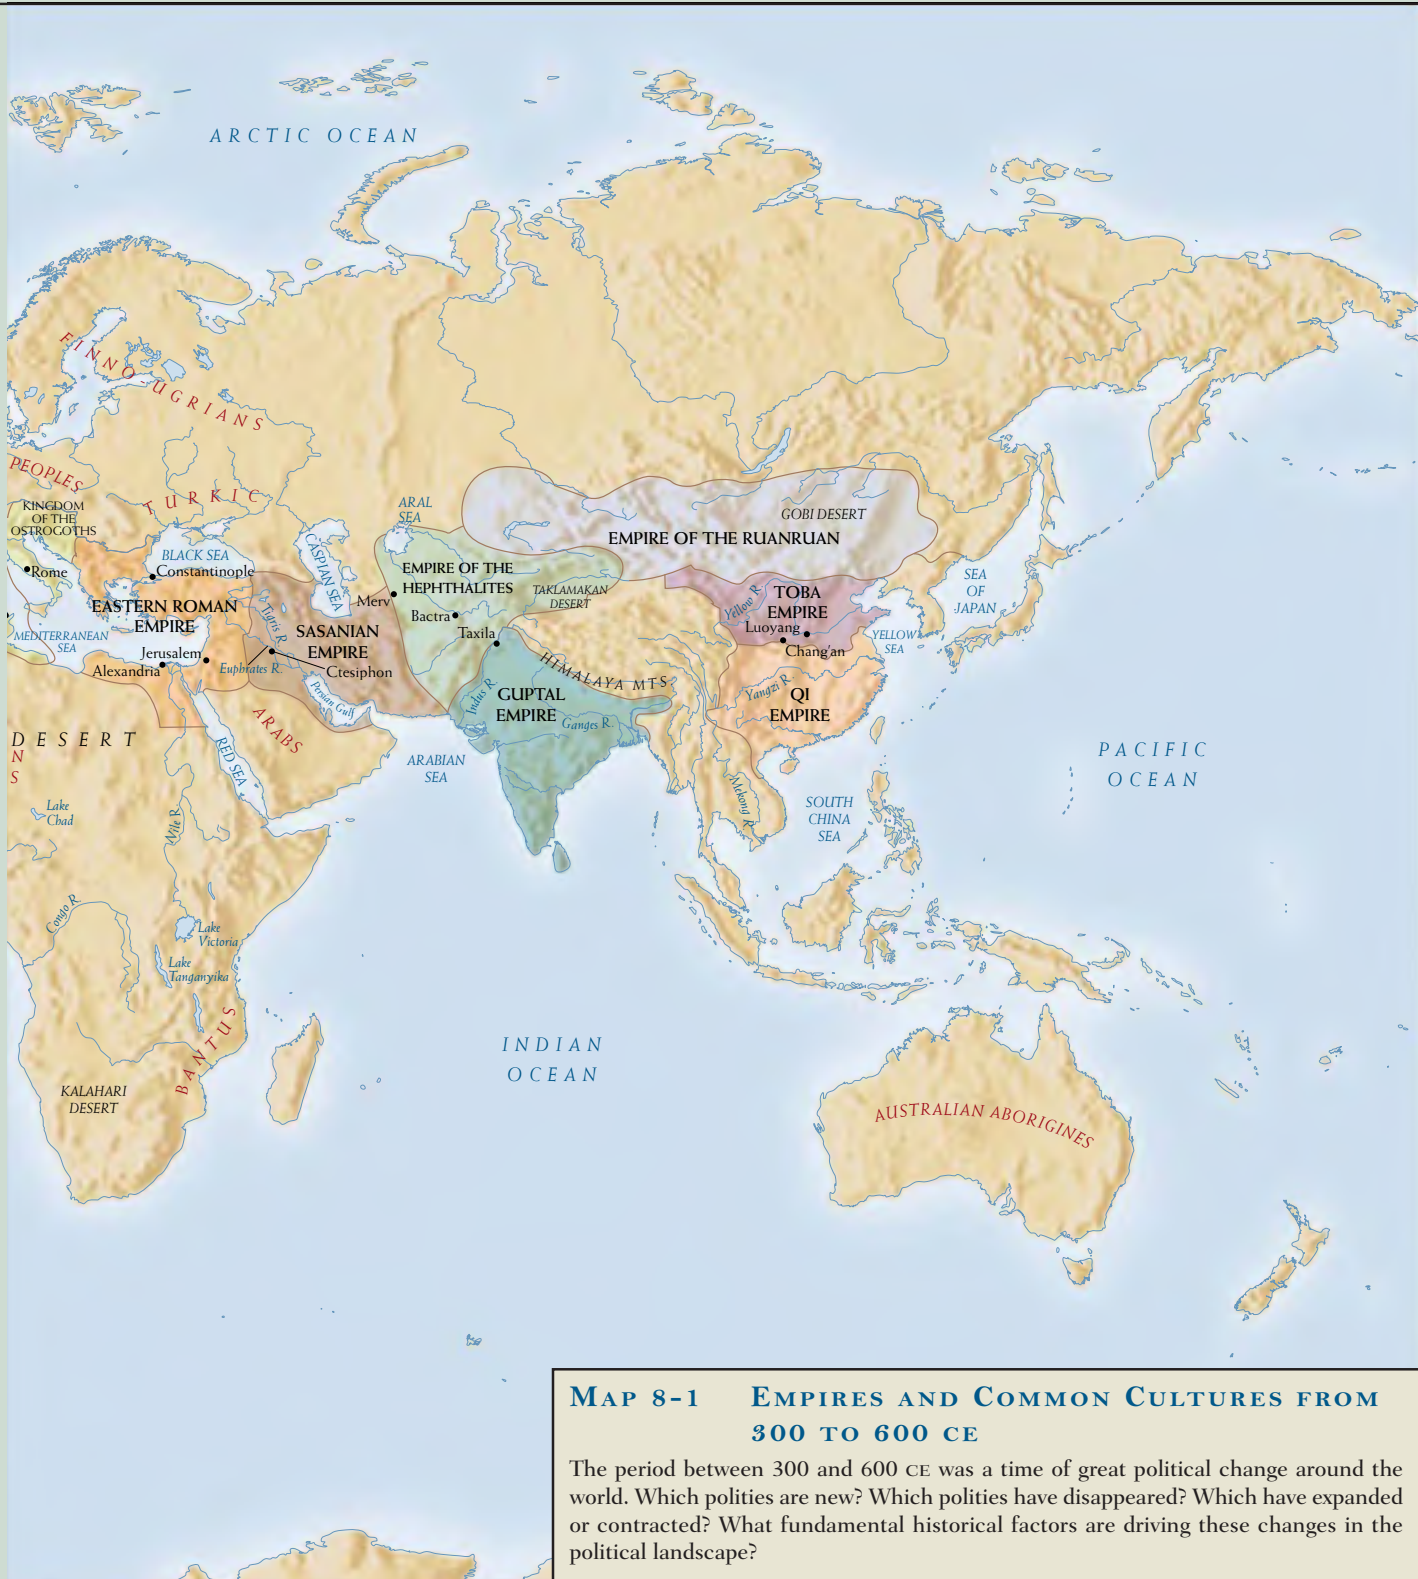 ARCTIC OCEAN
FINNO-UGRIANS
PEOPLES
TURKIC
KINGDOM
OF THE
OSTROGOTHS
ARAL
SEA
GOBI DESERT
EMPIRE OF THE RUANRUAN
CASPIAN SEA
BLACK SEA
Rome
Constantinople
EMPIRE OF THE
HEPHTHALITES
TAKLAMAKAN
DESERT
SEA
OF
JAPAN
Merv
Bactra
Taxila
Yellow R.
TOBA
EMPIRE
Luoyang
Chang'an
YELLOW
SEA
EASTERN ROMAN
EMPIRE
Tigris R.
SASANIAN
EMPIRE
MEDITERRANEAN
SEA
Jerusalem
Alexandria
Euphrates R.
Ctesiphon
Persian Gulf
HIMALAYA MTS.
Indus R.
GUPTAL
EMPIRE
Ganges R.
Yangzi R.
QI
EMPIRE
DESERT
N
S
ARABS
RED SEA
ARABIAN
SEA
PACIFIC
OCEAN
Mekong R.
SOUTH
CHINA
SEA
Lake
Chad
Nile R.
Congo R.
Lake
Victoria
Lake
Tanganyika
BANTUS
INDIAN
OCEAN
KALAHARI
DESERT
AUSTRALIAN ABORIGINES
MAP 8-1 EMPIRES AND COMMON CULTURES FROM
300 TO 600 CE
The period between 300 and 600 CE was a time of great political change around the
world. Which polities are new? Which polities have disappeared? Which have expanded
or contracted? What fundamental historical factors are driving these changes in the
political landscape?